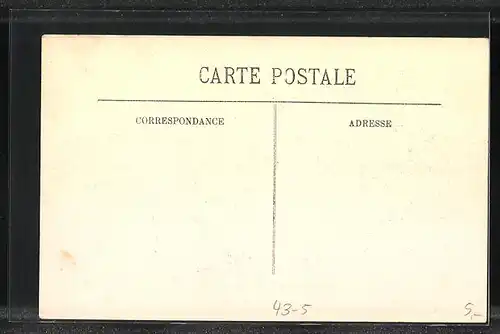 CARTE POSTALE
CORRESPONDANCE
ADRESSE
43-5
5,-